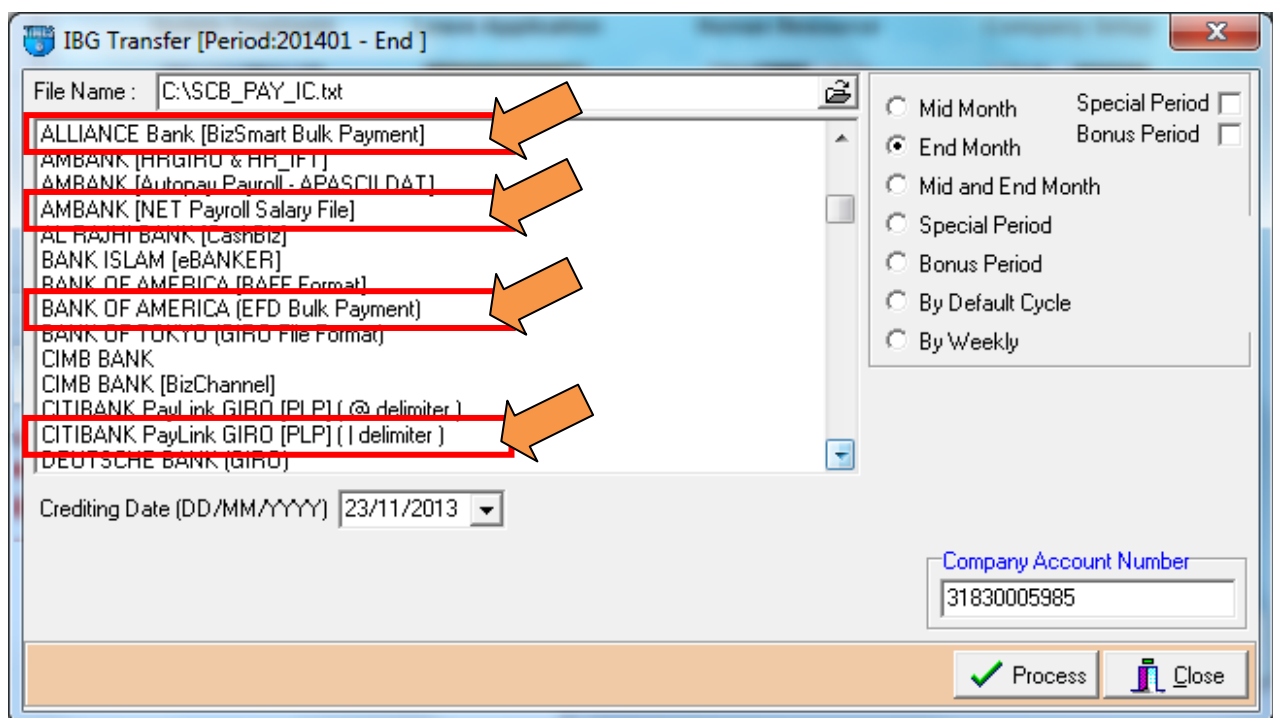 IBG Transfer [Period:201401 - End ]
File Name : C:\SCB_PAY_IC.txt
ALLIANCE Bank [BizSmart Bulk Payment]
AMBANK [HRGIRO & HR_IFT]
AMBANK [Autopay Payroll - APASCII.DAT]
AMBANK [NET Payroll Salary File]
AL RAJHI BANK [CashBiz]
BANK ISLAM [eBANKER]
BANK OF AMERICA [BAFF Format]
BANK OF AMERICA (EFD Bulk Payment)
BANK OF TOKYO (GIRO File Format)
CIMB BANK
CIMB BANK [BizChannel]
CITIBANK PayLink GIRO [PLP] ( @ delimiter )
CITIBANK PayLink GIRO [PLP] ( | delimiter )
DEUTSCHE BANK (GIRO)
Mid Month Special Period
End Month Bonus Period
Mid and End Month
Special Period
Bonus Period
By Default Cycle
By Weekly
Crediting Date (DD/MM/YYYY) 23/11/2013
Company Account Number
31830005985
Process Close